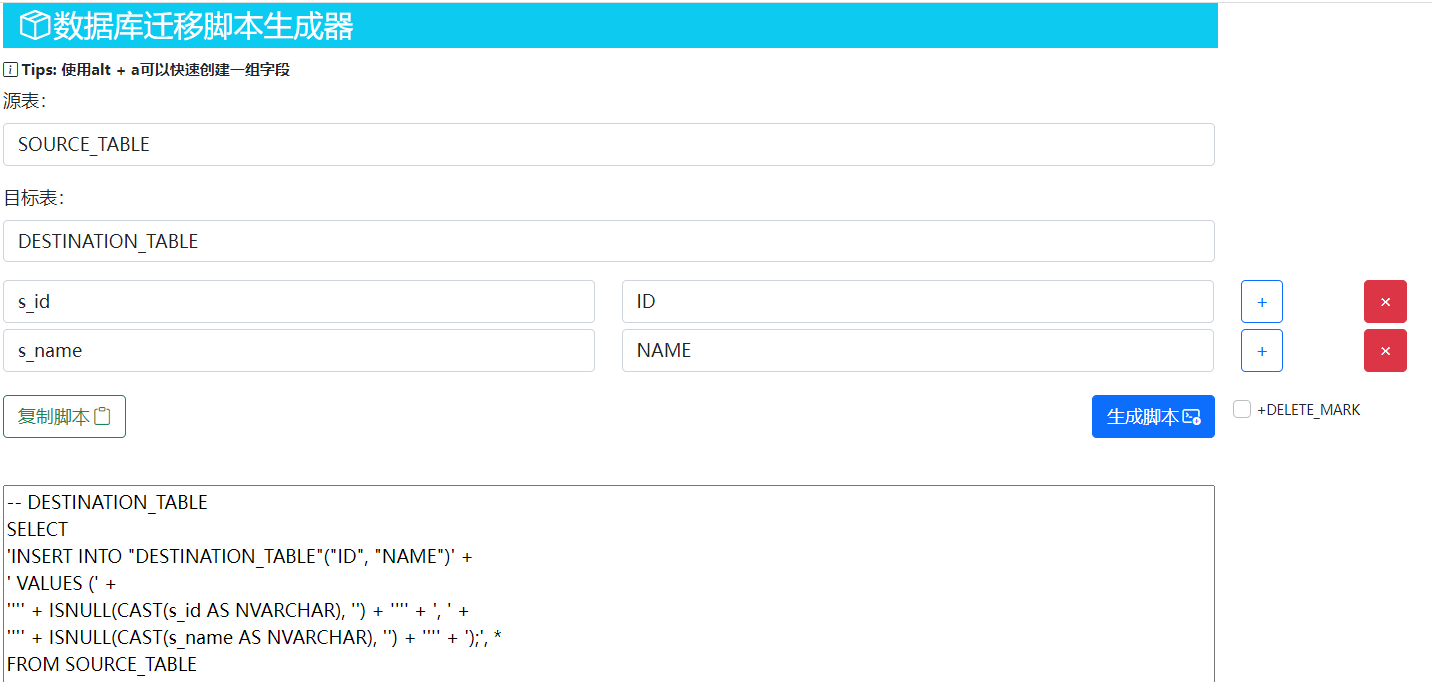 数据库迁移脚本生成器
Tips: 使用alt + a可以快速创建一组字段
源表:
SOURCE_TABLE
目标表:
DESTINATION_TABLE
s_id ID + ×
s_name NAME + ×
复制脚本 生成脚本 +DELETE_MARK
-- DESTINATION_TABLE
SELECT
'INSERT INTO "DESTINATION_TABLE"("ID", "NAME")' +
' VALUES (' +
'''' + ISNULL(CAST(s_id AS NVARCHAR), '') + '''' + ', ' +
'''' + ISNULL(CAST(s_name AS NVARCHAR), '') + '''' + ');', *
FROM SOURCE_TABLE